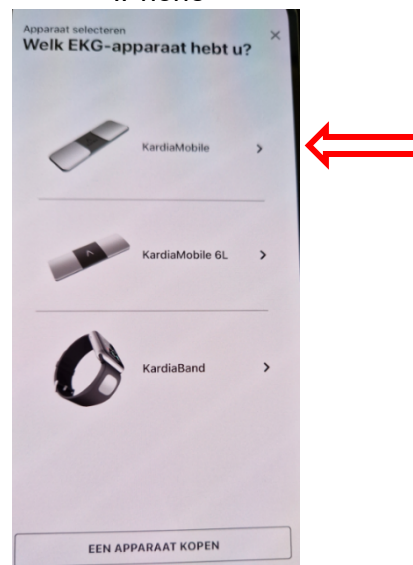 Apparaat selecteren
Welk EKG-apparaat hebt u?
KardiaMobile
KardiaMobile 6L
KardiaBand
EEN APPARAAT KOPEN